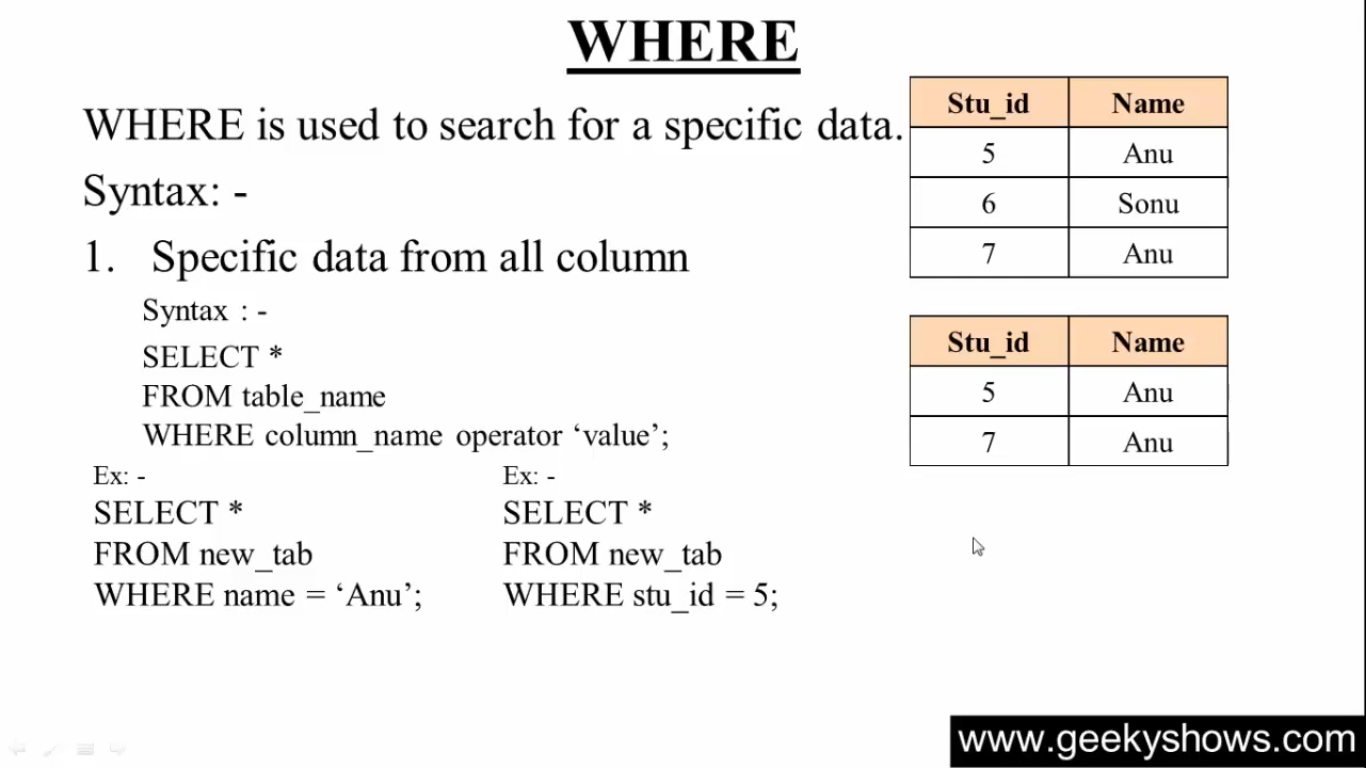 WHERE
WHERE is used to search for a specific data.
Syntax: -
1. Specific data from all column
Syntax : -
SELECT *
FROM table_name
WHERE column_name operator ‘value’;
Ex: -
SELECT *
FROM new_tab
WHERE name = ‘Anu’;
Ex: -
SELECT *
FROM new_tab
WHERE stu_id = 5;
Stu_id Name
5 Anu
6 Sonu
7 Anu
Stu_id Name
5 Anu
7 Anu
www.geekyshows.com